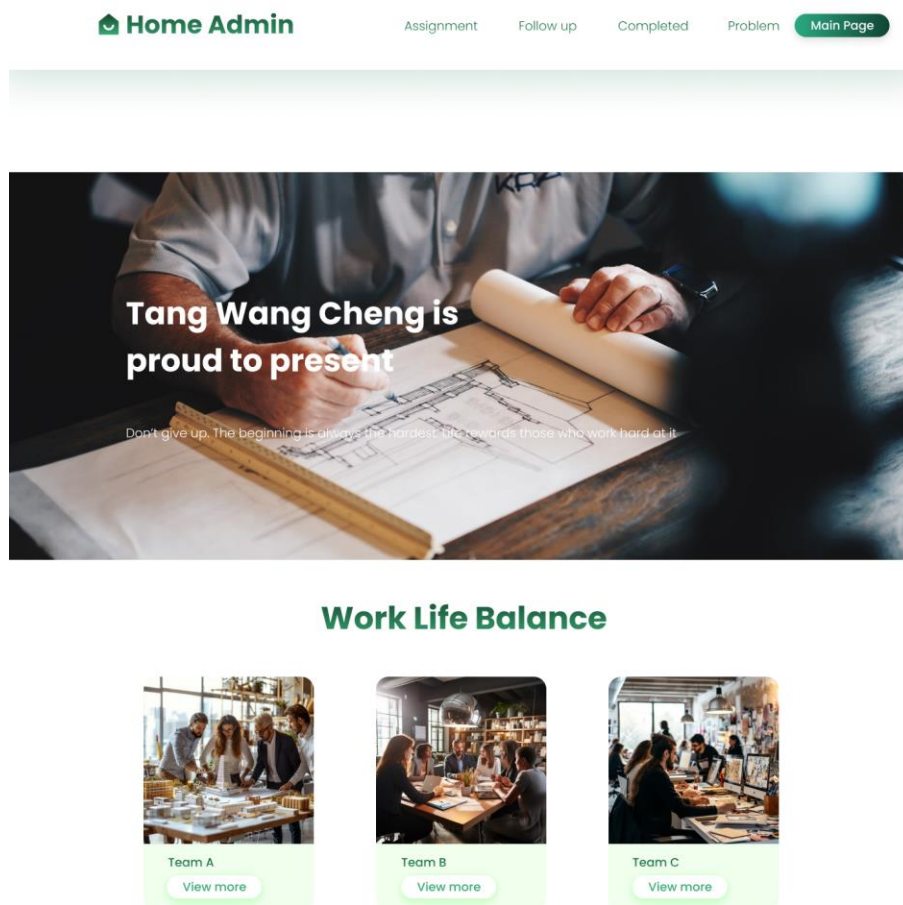 Home Admin
Assignment
Follow up
Completed
Problem
Main Page
Tang Wang Cheng is
proud to present
Don't give up. The beginning is always the hardest. Life rewards those who work hard at it
Work Life Balance
Team A
Team B
Team C
View more
View more
View more